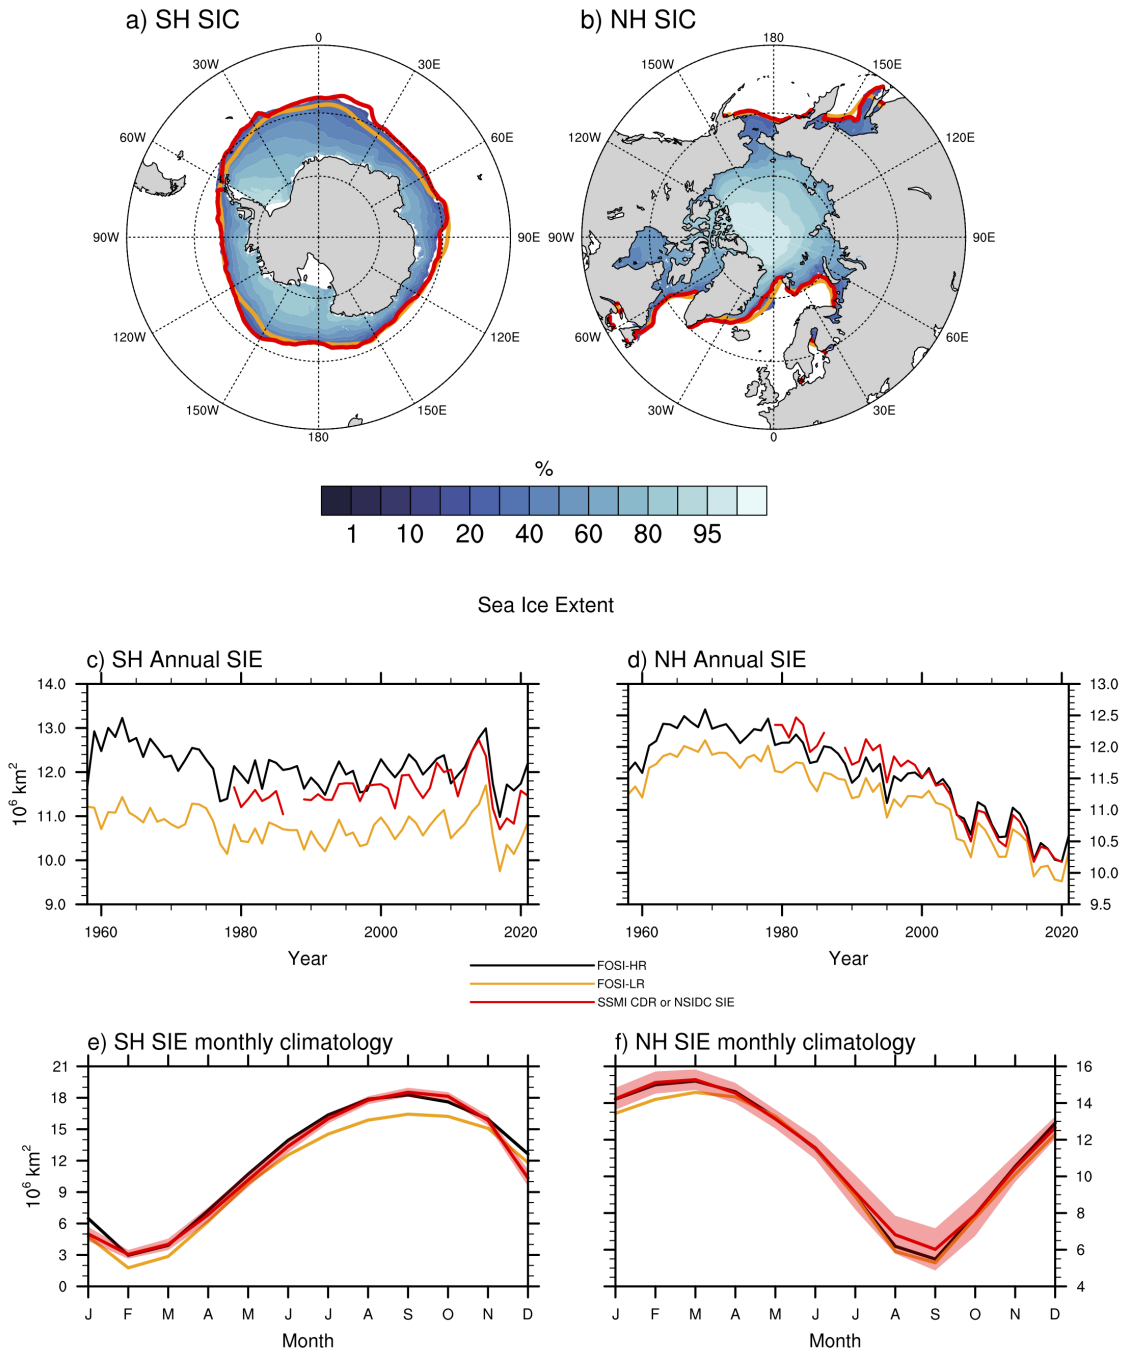 a) SH SIC
b) NH SIC
0
30W
30E
60W
60E
90W
90E
120W
120E
150W
150E
180
180
150W
150E
120W
120E
90W
90E
60W
60E
30W
30E
0
%
1 10 20 40 60 80 95
Sea Ice Extent
c) SH Annual SIE
14.0
13.0
12.0
11.0
10.0
9.0
10⁶ km²
1960 1980 2000 2020
Year
d) NH Annual SIE
13.0
12.5
12.0
11.5
11.0
10.5
10.0
9.5
1960 1980 2000 2020
Year
FOSI-HR
FOSI-LR
SSMI CDR or NSIDC SIE
e) SH SIE monthly climatology
21
18
15
12
9
6
3
0
10⁶ km²
J F M A M J J A S O N D
Month
f) NH SIE monthly climatology
16
14
12
10
8
6
4
J F M A M J J A S O N D
Month